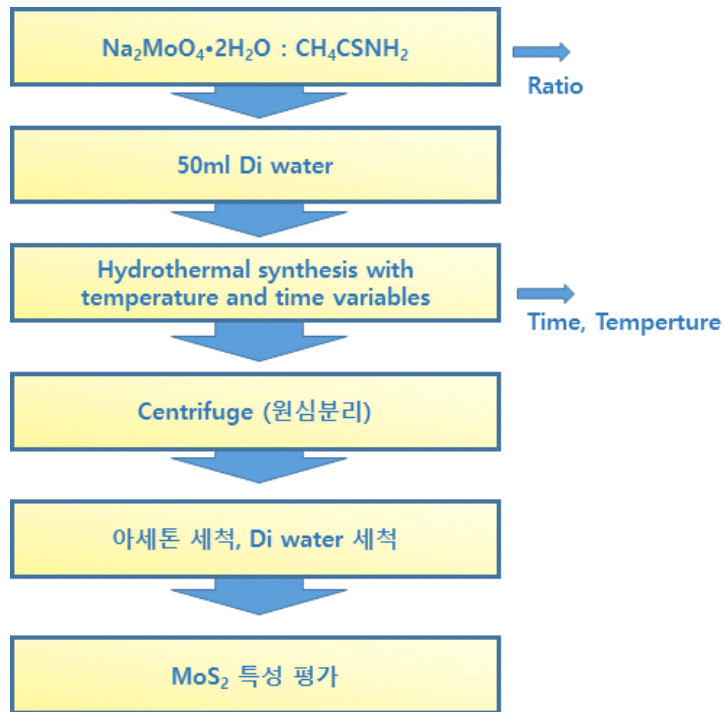 Na₂MoO₄•2H₂O : CH₄CSNH₂
Ratio
50ml Di water
Hydrothermal synthesis with
temperature and time variables
Time, Temperture
Centrifuge (원심분리)
아세톤 세척, Di water 세척
MoS₂ 특성 평가